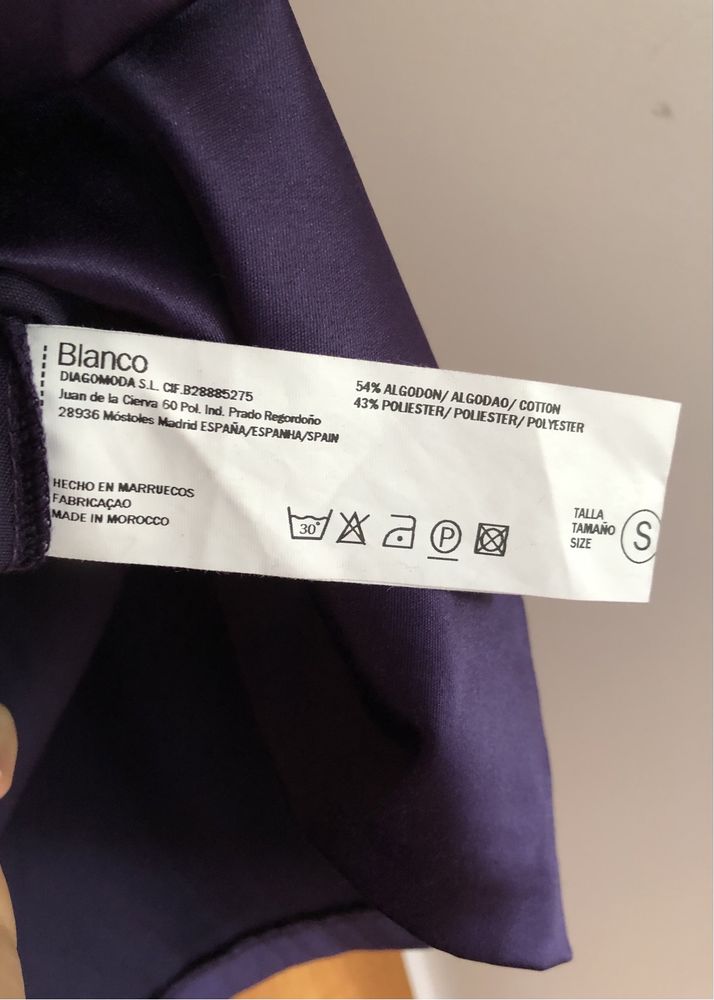 Blanco
DIAGOMODA S.L. CIF.B28885275
Juan de la Cierva 60 Pol. Ind. Prado Regordoño
28936 Móstoles Madrid ESPAÑA/ESPANHA/SPAIN
54% ALGODON/ ALGODAO/ COTTON
43% POLIESTER/ POLIESTER/ POLYESTER
HECHO EN MARRUECOS
FABRICAÇAO
MADE IN MOROCCO
30°
P
TALLA
TAMAÑO
SIZE
S